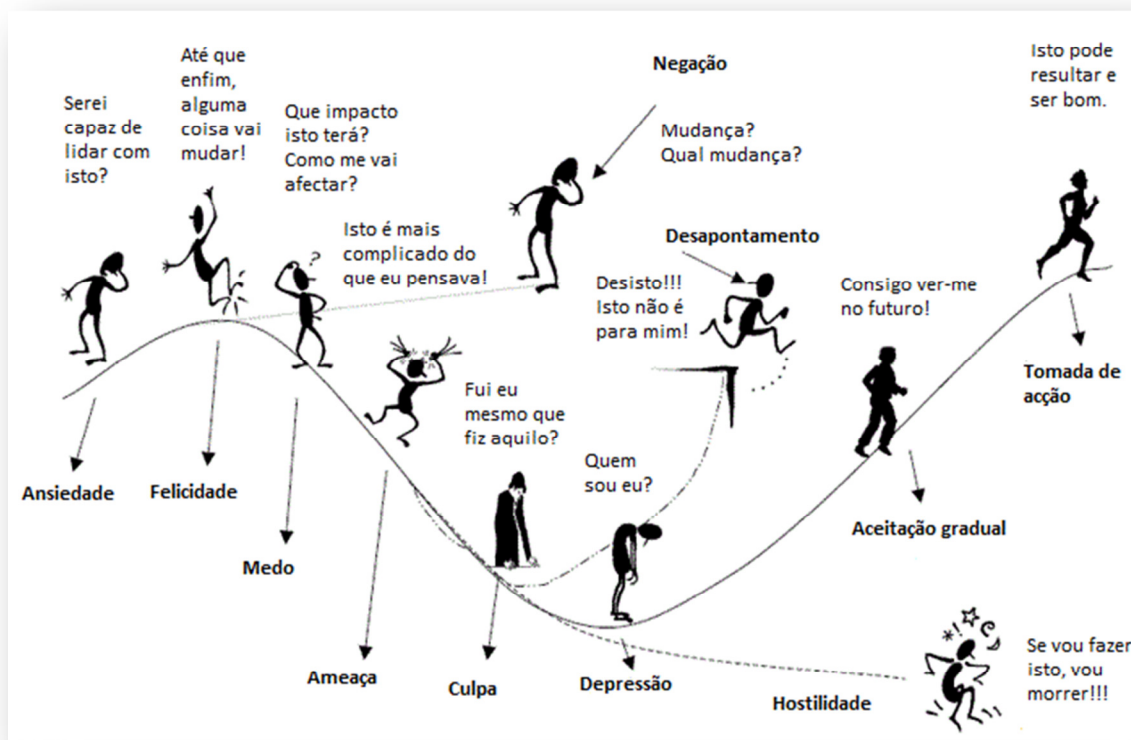 Serei
capaz de
lidar com
isto?
Até que
enfim,
alguma
coisa vai
mudar!
Que impacto
isto terá?
Como me vai
afectar?
Isto é mais
complicado do
que eu pensava!
?
Negação
Mudança?
Qual mudança?
Isto pode
resultar e
ser bom.
Desapontamento
Desisto!!!
Isto não é
para mim!
Consigo ver-me
no futuro!
Tomada de
acção
Fui eu
mesmo que
fiz aquilo?
Quem
sou eu?
Ansiedade
Felicidade
Medo
Ameaça
Culpa
Depressão
Aceitação gradual
Hostilidade
Se vou fazer
isto, vou
morrer!!!